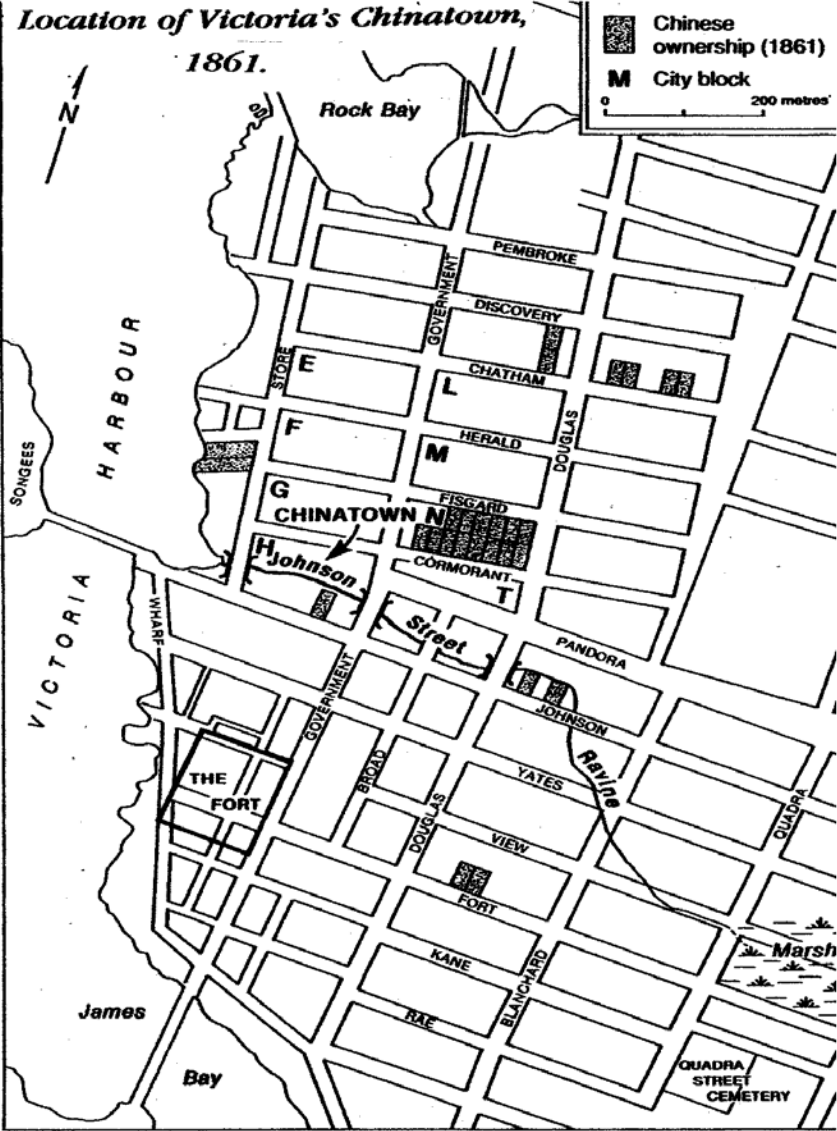 Location of Victoria's Chinatown,
1861.
Chinese
ownership (1861)
M City block
0 200 metres
N
Rock Bay
PEMBROKE
GOVERNMENT
DISCOVERY
HARBOUR
STORE
E
CHATHAM
L
DOUGLAS
F
HERALD
M
SONGEES
G
FISGARD
CHINATOWN N
H
Johnson
CORMORANT
T
VICTORIA
WHARF
Street
PANDORA
GOVERNMENT
JOHNSON
THE
FORT
BROAD
YATES
Ravine
QUADRA
DOUGLAS
VIEW
FORT
Marsh
KANE
BLANCHARD
James
RAE
Bay
QUADRA
STREET
CEMETERY